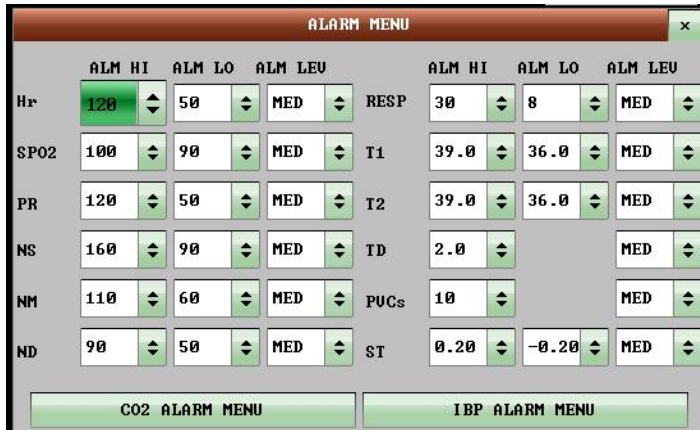 ALARM MENU x
ALM HI ALM LO ALM LEV ALM HI ALM LO ALM LEV
Hr 120 50 MED RESP 30 8 MED
SPO2 100 90 MED T1 39.0 36.0 MED
PR 120 50 MED T2 39.0 36.0 MED
NS 160 90 MED TD 2.0 MED
NM 110 60 MED PVCs 10 MED
ND 90 50 MED ST 0.20 -0.20 MED
CO2 ALARM MENU IBP ALARM MENU